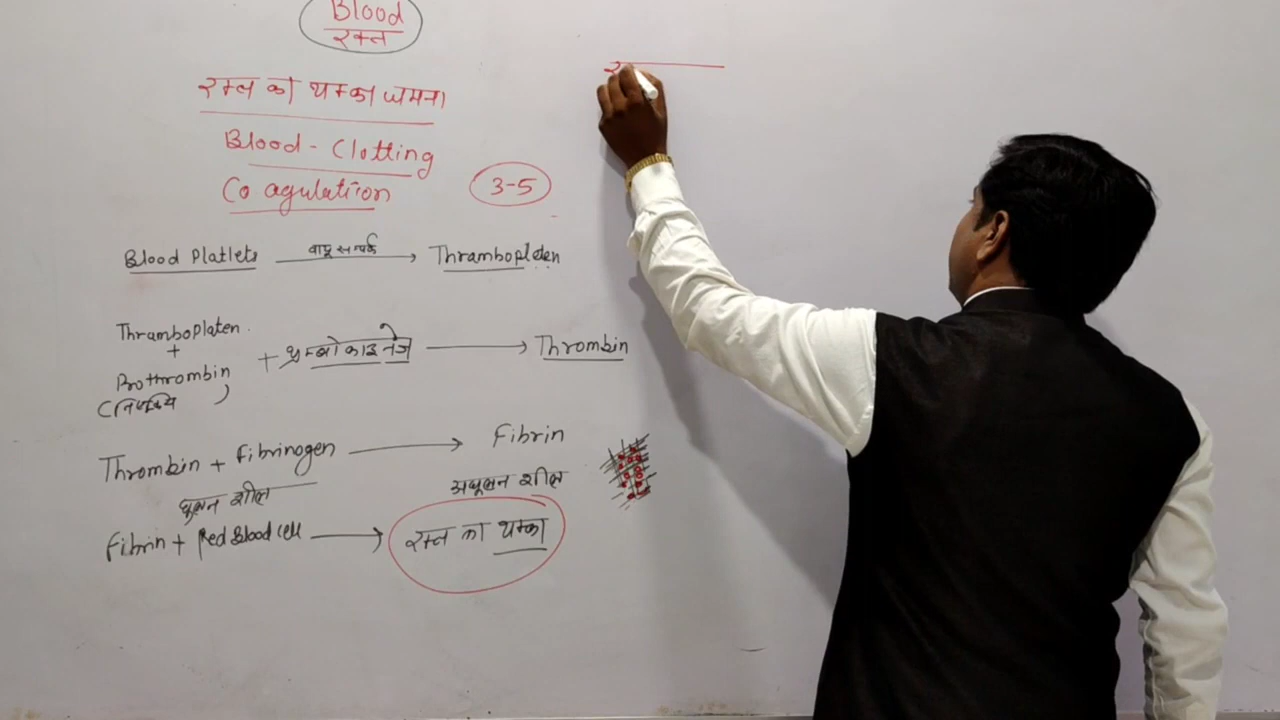 Blood
रक्त
रक्त का थक्का जमना
Blood - Clotting
Coagulation
3-5
Blood Platlets वायु सम्पर्क Thramboplaten
Thramboplaten
+
Prothrombin
(निष्क्रिय)
+ थ्रम्बोकाइनेज Thrombin
Thrombin + Fibrinogen Fibrin
घुलन शील अघुलन शील
Fibrin + Red Blood cell रक्त का थक्का